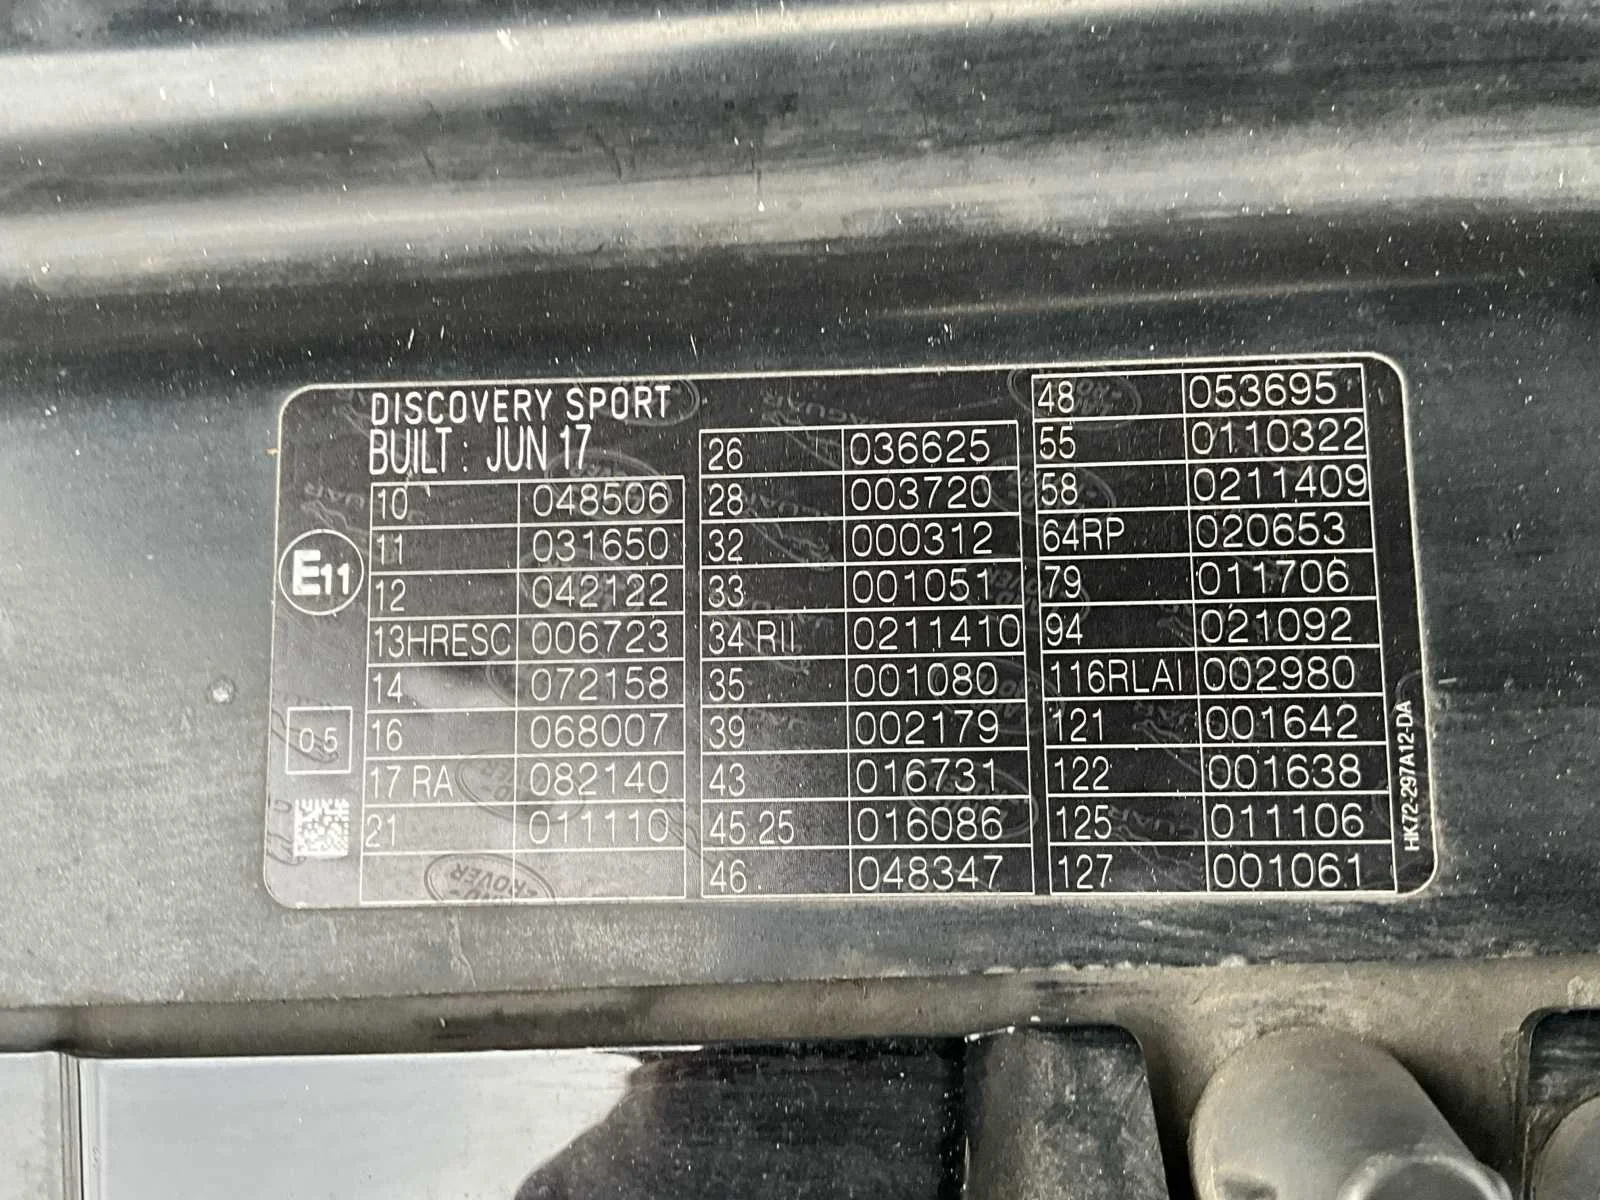 DISCOVERY SPORT
BUILT: JUN 17
10 048506
11 031650
12 042122
13HRESC 006723
14 072158
16 068007
17 RA 082140
21 011110
26 036625
28 003720
32 000312
33 001051
34 RII 0211410
35 001080
39 002179
43 016731
45 25 016086
46 048347
48 053695
55 0110322
58 0211409
64RP 020653
79 011706
94 021092
116RLAI 002980
121 001642
122 001638
125 011106
127 001061
E11
0.5
HK72-297A12-DA